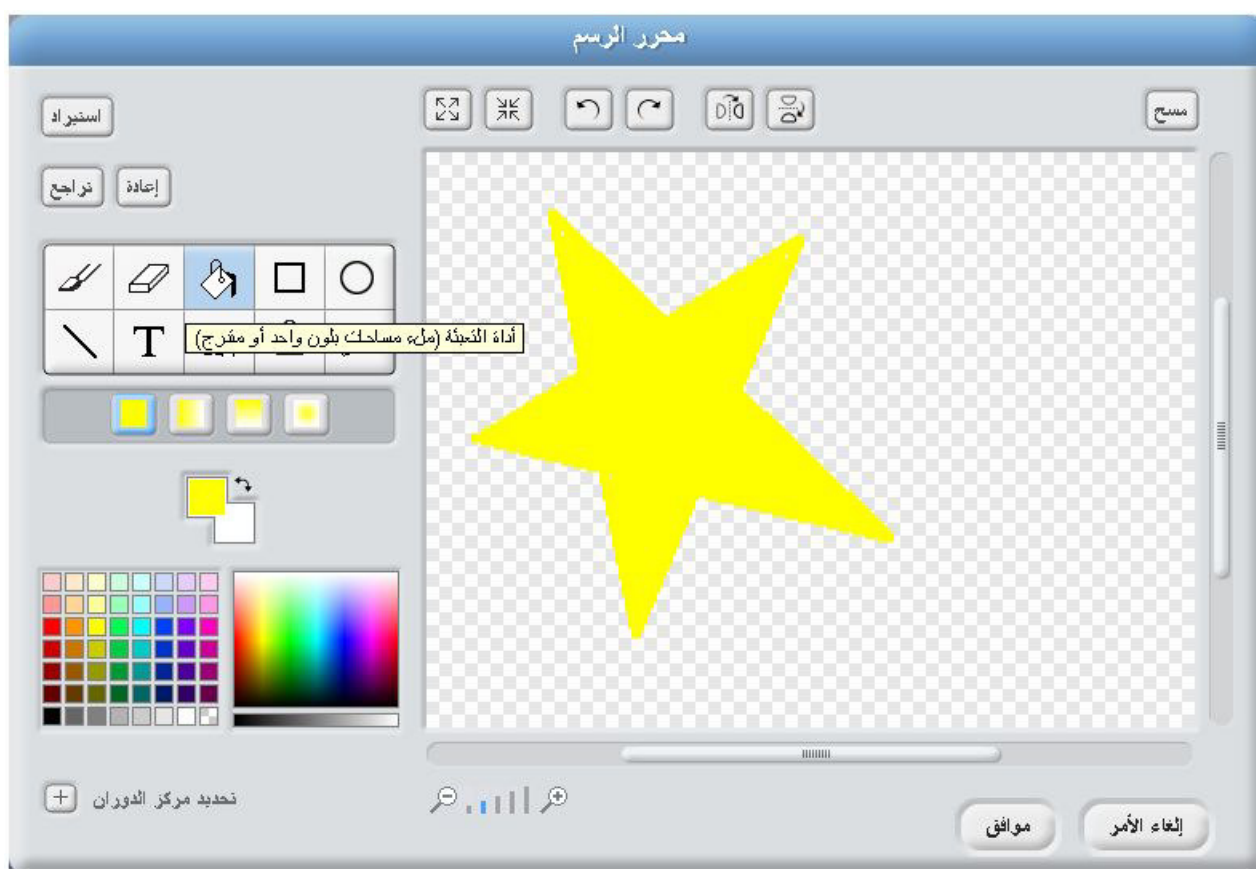 محرر الرسم
استيراد
مسح
تراجع
إعادة
T
أداة التعبئة (ملء مساحات بلون واحد أو متدرج)
تحديد مركز الدوران
موافق
إلغاء الأمر